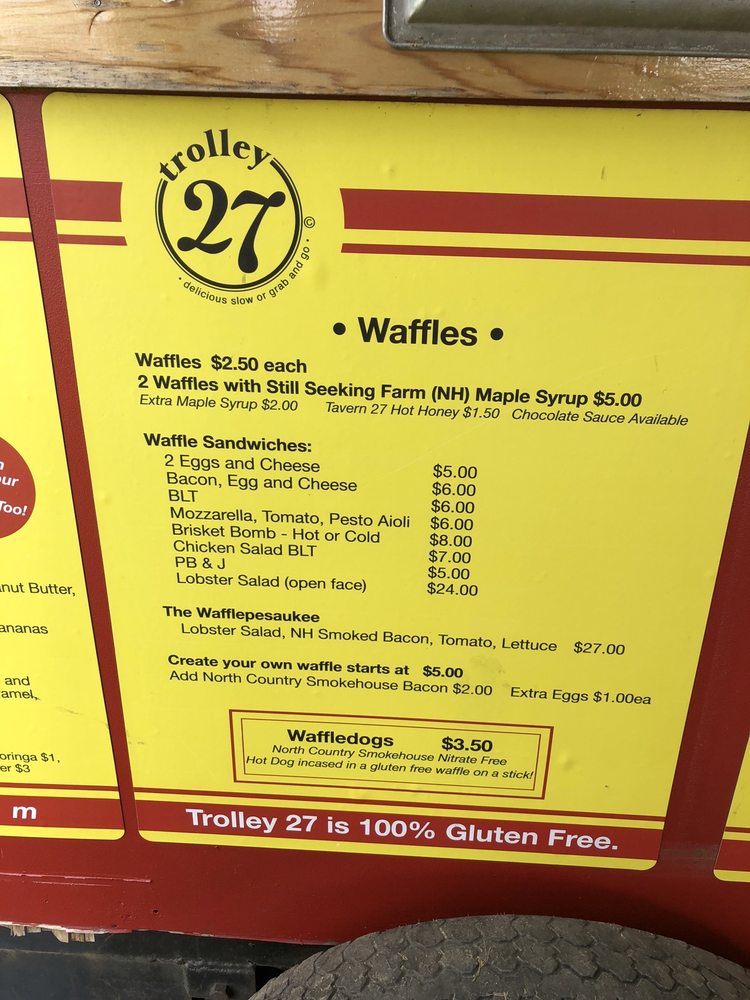 trolley
27
©
• delicious slow or grab and go •
• Waffles •
Waffles $2.50 each
2 Waffles with Still Seeking Farm (NH) Maple Syrup $5.00
Extra Maple Syrup $2.00 Tavern 27 Hot Honey $1.50 Chocolate Sauce Available
Waffle Sandwiches:
2 Eggs and Cheese $5.00
Bacon, Egg and Cheese $6.00
BLT $6.00
Mozzarella, Tomato, Pesto Aioli $6.00
Brisket Bomb - Hot or Cold $8.00
Chicken Salad BLT $7.00
PB & J $5.00
Lobster Salad (open face) $24.00
The Wafflepesaukee
Lobster Salad, NH Smoked Bacon, Tomato, Lettuce $27.00
Create your own waffle starts at $5.00
Add North Country Smokehouse Bacon $2.00 Extra Eggs $1.00ea
Waffledogs $3.50
North Country Smokehouse Nitrate Free
Hot Dog incased in a gluten free waffle on a stick!
Trolley 27 is 100% Gluten Free.
Too!
Butter,
and
$1,
$3